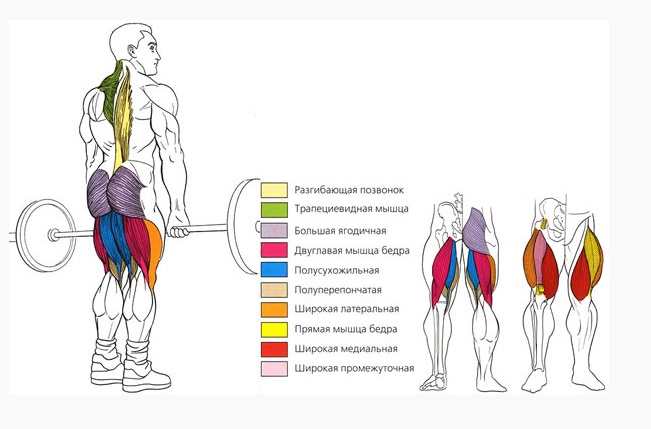 Разгибающая позвонок
Трапециевидная мышца
Большая ягодичная
Двуглавая мышца бедра
Полусухожильная
Полуперепончатая
Широкая латеральная
Прямая мышца бедра
Широкая медиальная
Широкая промежуточная